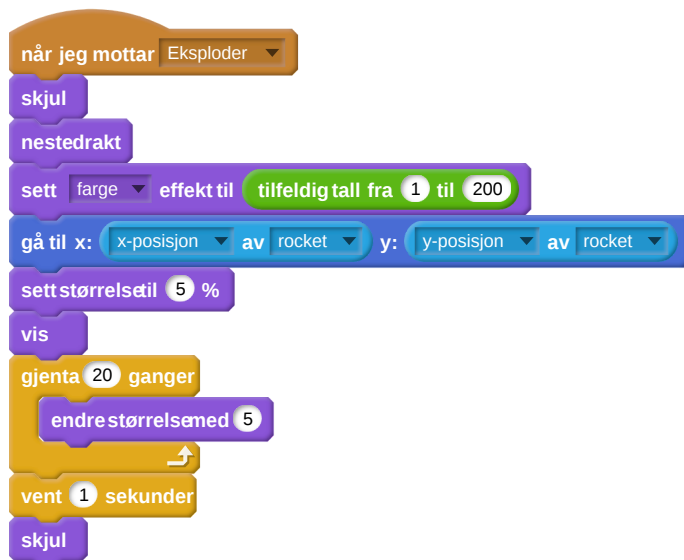 når jeg mottar Eksploder
skjul
nestedrakt
sett farge effekt til tilfeldig tall fra 1 til 200
gå til x: x-posisjon av rocket y: y-posisjon av rocket
sett størrelse til 5 %
vis
gjenta 20 ganger
endre størrelse med 5
vent 1 sekunder
skjul